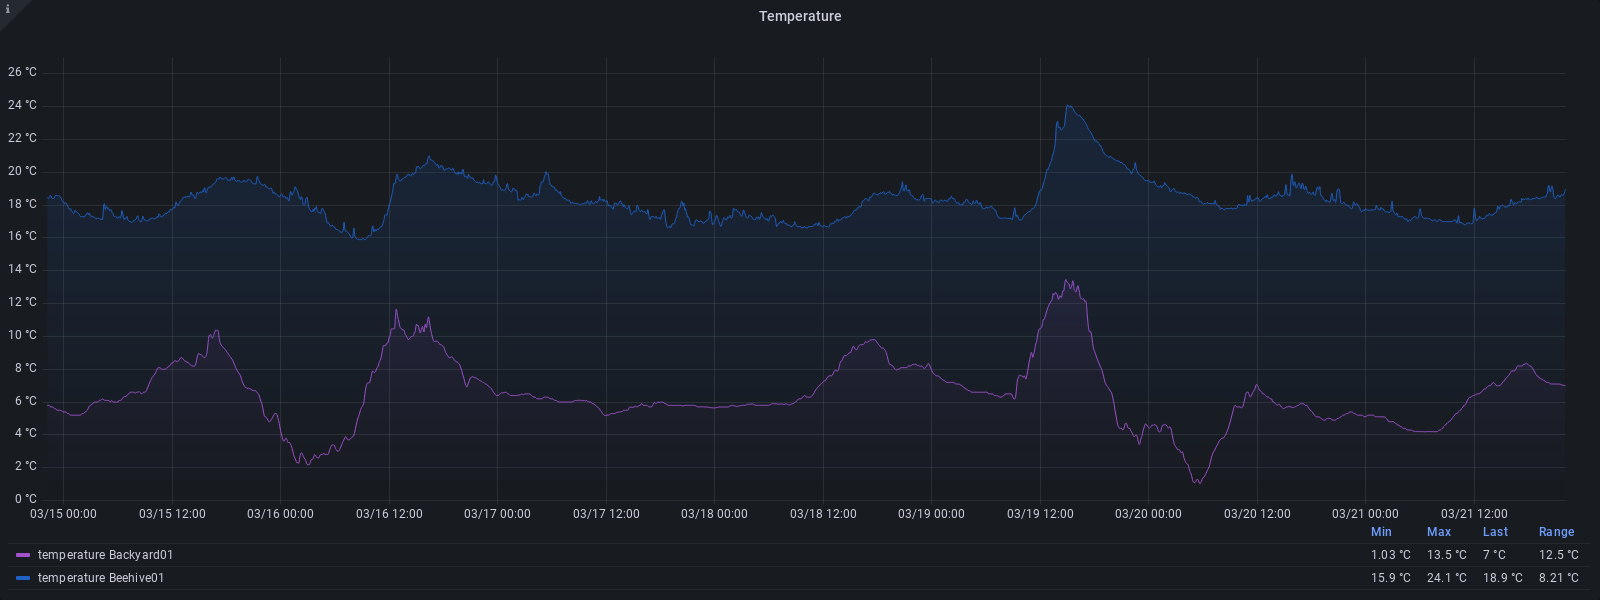 i
Temperature
26 °C
24 °C
22 °C
20 °C
18 °C
16 °C
14 °C
12 °C
10 °C
8 °C
6 °C
4 °C
2 °C
0 °C
03/15 00:00 03/15 12:00 03/16 00:00 03/16 12:00 03/17 00:00 03/17 12:00 03/18 00:00 03/18 12:00 03/19 00:00 03/19 12:00 03/20 00:00 03/20 12:00 03/21 00:00 03/21 12:00
Min Max Last Range
temperature Backyard01 1.03 °C 13.5 °C 7 °C 12.5 °C
temperature Beehive01 15.9 °C 24.1 °C 18.9 °C 8.21 °C